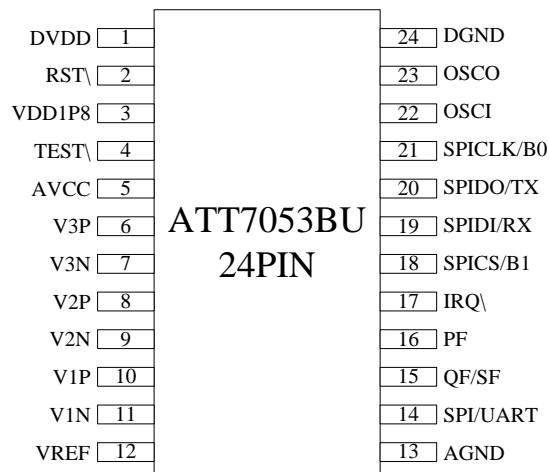 DVDD 1 24 DGND
RST\ 2 23 OSCO
VDD1P8 3 22 OSCI
TEST\ 4 21 SPICLK/B0
AVCC 5 20 SPIDO/TX
V3P 6 ATT7053BU 19 SPIDI/RX
V3N 7 24PIN 18 SPICS/B1
V2P 8 17 IRQ\
V2N 9 16 PF
V1P 10 15 QF/SF
V1N 11 14 SPI/UART
VREF 12 13 AGND